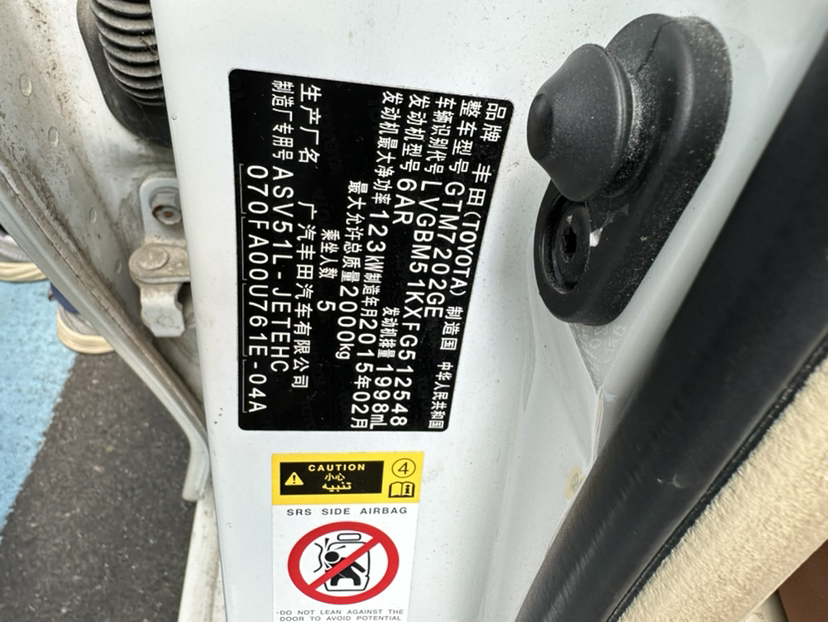 品牌 丰田(TOYOTA) 制造国 中华人民共和国
整车型号 GTM7202GE
车辆识别代号 LVGBM51KXFG512548
发动机型号 6AR 发动机排量 1998mL
发动机最大净功率 123kW 制造年月 2015年02月
最大允许总质量 2000kg
乘坐人数 5
生产厂名 广汽丰田汽车有限公司
制造厂专用号 ASV51L-JETEHC
070FA00U761E-04A
CAUTION
小心
تنبيه
4
SRS SIDE AIRBAG
-DO NOT LEAN AGAINST THE
DOOR TO AVOID POTENTIAL